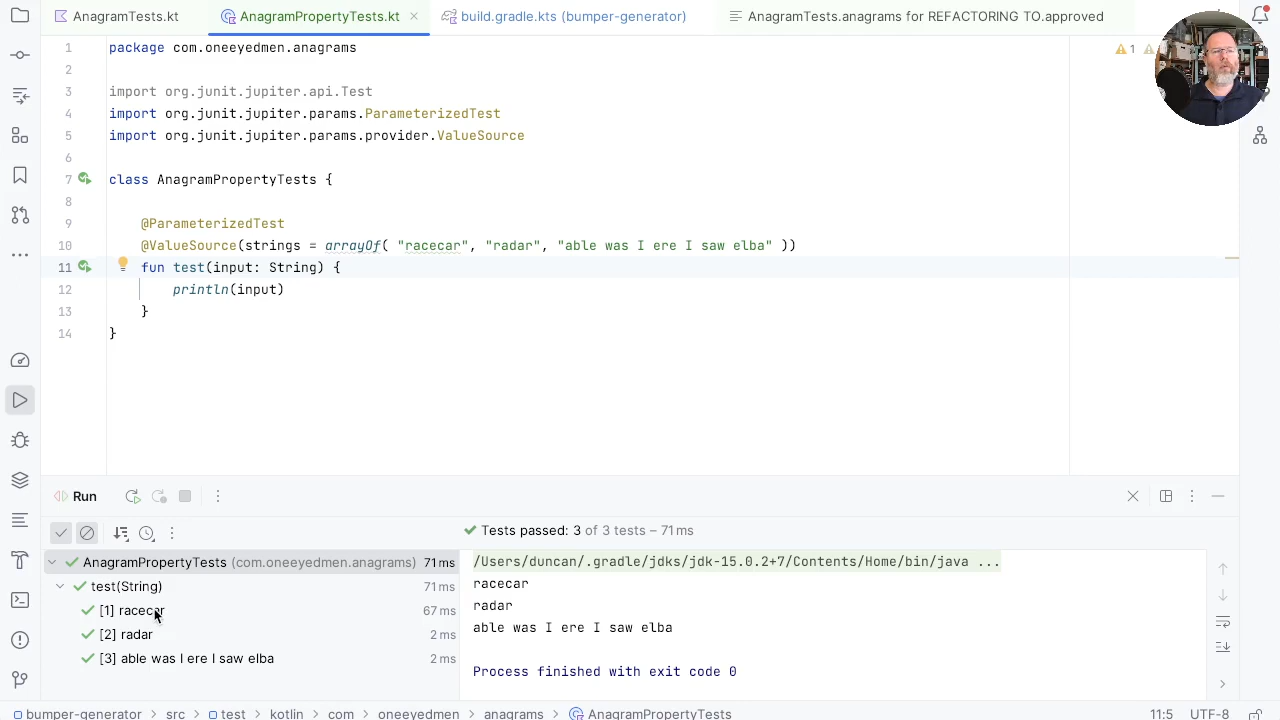 AnagramTests.kt AnagramPropertyTests.kt build.gradle.kts (bumper-generator) AnagramTests.anagrams for REFACTORING TO.approved
1 package com.oneeyedmen.anagrams
1
2
3 import org.junit.jupiter.api.Test
4 import org.junit.jupiter.params.ParameterizedTest
5 import org.junit.jupiter.params.provider.ValueSource
6
7 class AnagramPropertyTests {
8
9 @ParameterizedTest
10 @ValueSource(strings = arrayOf( "racecar", "radar", "able was I ere I saw elba" ))
11 fun test(input: String) {
12 println(input)
13 }
14 }
Run
Tests passed: 3 of 3 tests – 71 ms
AnagramPropertyTests (com.oneeyedmen.anagrams) 71 ms
/Users/duncan/.gradle/jdks/jdk-15.0.2+7/Contents/Home/bin/java ...
test(String) 71 ms
racecar
[1] racecar 67 ms
radar
[2] radar 2 ms
able was I ere I saw elba
[3] able was I ere I saw elba 2 ms
Process finished with exit code 0
bumper-generator > src > test > kotlin > com > oneeyedmen > anagrams > AnagramPropertyTests 11:5 UTF-8